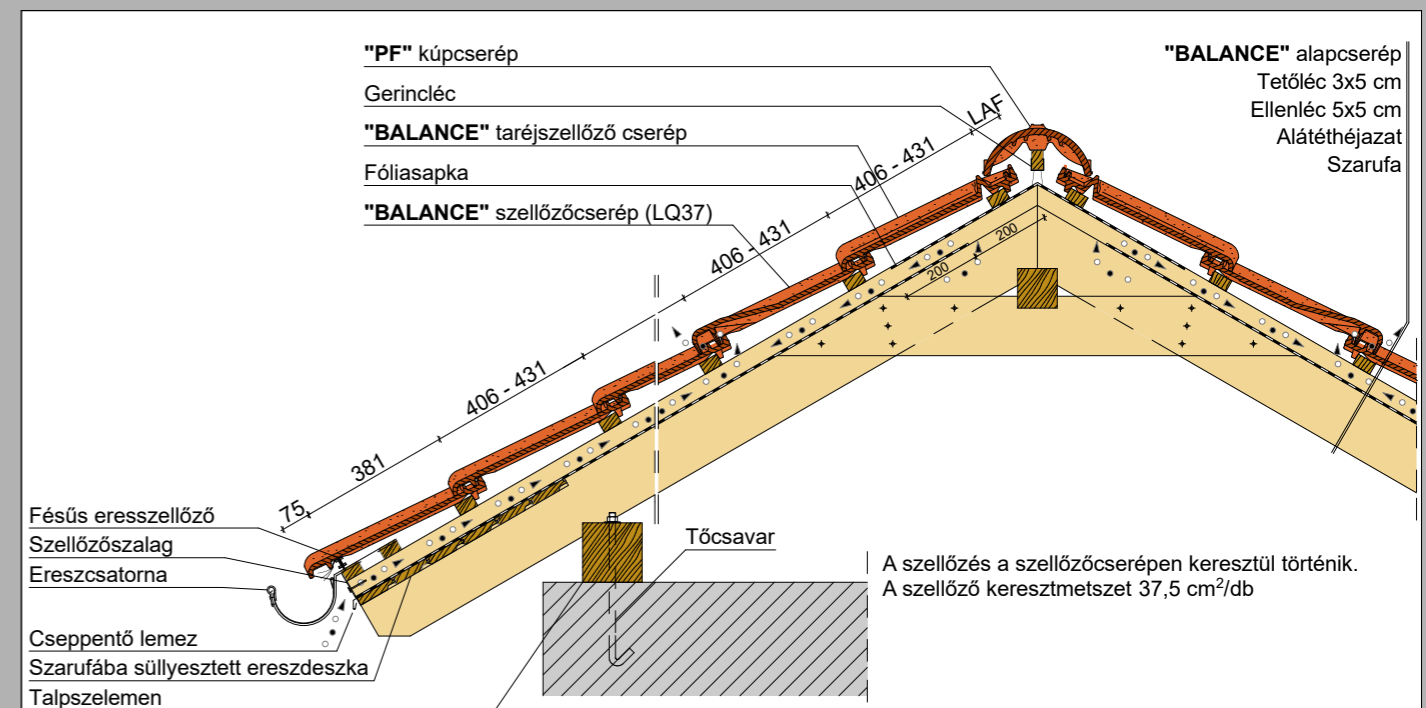 "PF" kúpcserép
Gerincléc
"BALANCE" taréjszellőző cserép
Fóliasapka
"BALANCE" szellőzőcserép (LQ37)
"BALANCE" alapcserép
Tetőléc 3x5 cm
Ellenléc 5x5 cm
Alátéthéjazat
Szarufa
LAF
406 - 431
406 - 431
406 - 431
381
75
200
200
Fésűs eresszellőző
Szellőzőszalag
Ereszcsatorna
Cseppentő lemez
Szarufába süllyesztett ereszdeszka
Talpszelemen
Tőcsavar
A szellőzés a szellőzőcserépen keresztül történik.
A szellőző keresztmetszet 37,5 cm²/db